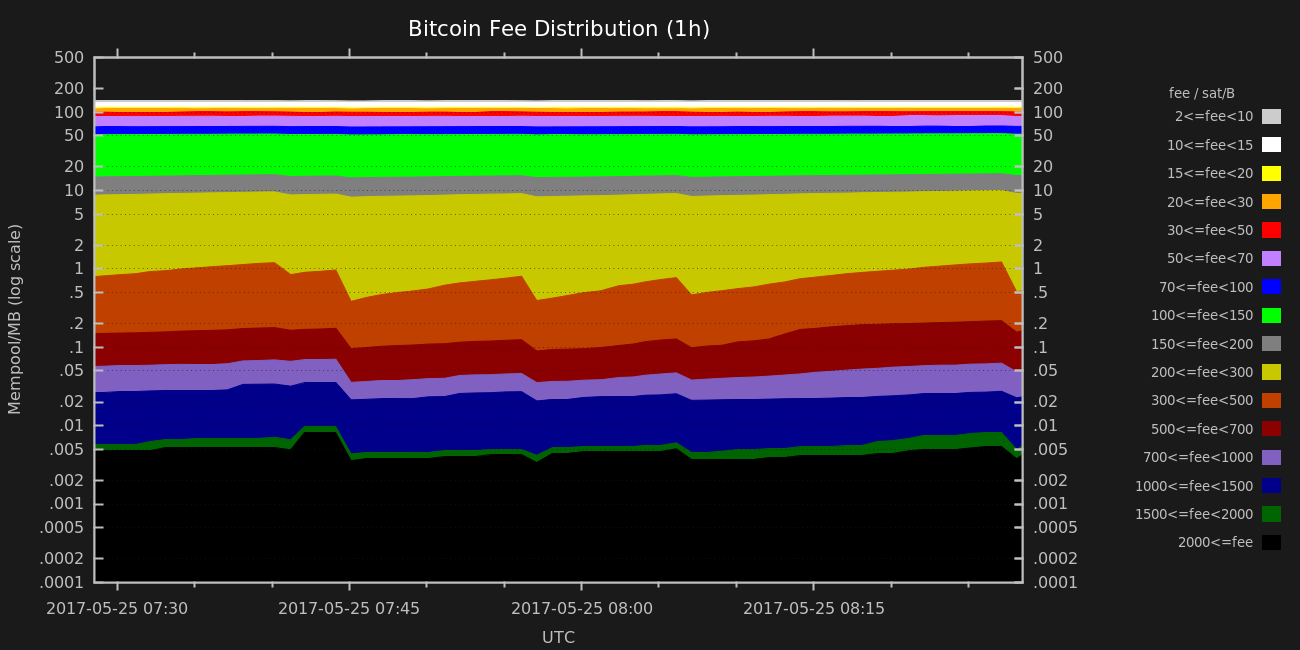 Bitcoin Fee Distribution (1h)
500 500
200 200
100 100
50 50
20 20
10 10
5 5
2 2
1 1
.5 .5
.2 .2
.1 .1
.05 .05
.02 .02
.01 .01
.005 .005
.002 .002
.001 .001
.0005 .0005
.0002 .0002
.0001 .0001
Mempool/MB (log scale)
2017-05-25 07:30 2017-05-25 07:45 2017-05-25 08:00 2017-05-25 08:15
UTC
fee / sat/B
2<=fee<10
10<=fee<15
15<=fee<20
20<=fee<30
30<=fee<50
50<=fee<70
70<=fee<100
100<=fee<150
150<=fee<200
200<=fee<300
300<=fee<500
500<=fee<700
700<=fee<1000
1000<=fee<1500
1500<=fee<2000
2000<=fee